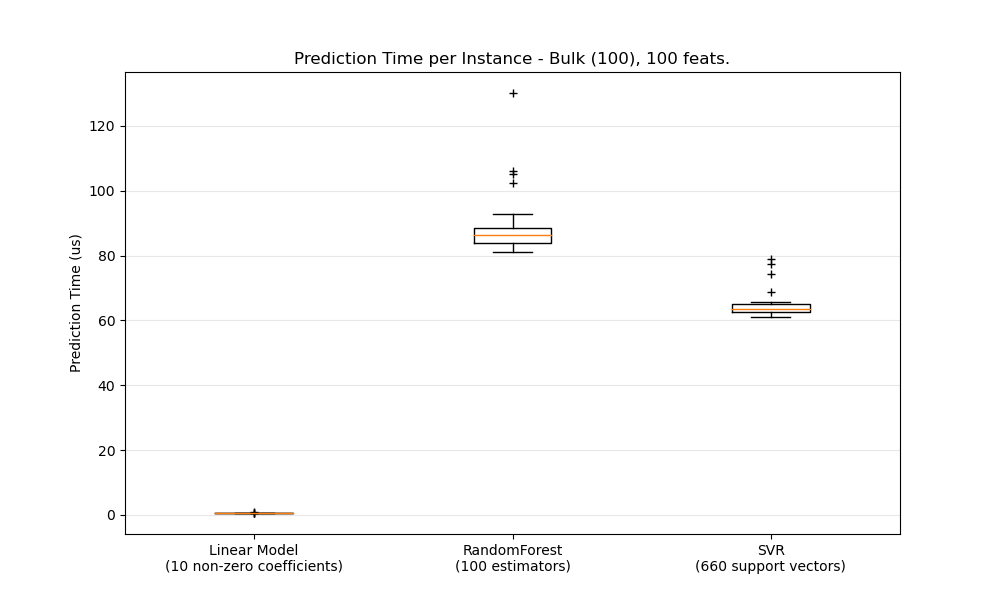 Prediction Time per Instance - Bulk (100), 100 feats.
Prediction Time (us)
120
100
80
60
40
20
0
Linear Model
(10 non-zero coefficients)
RandomForest
(100 estimators)
SVR
(660 support vectors)